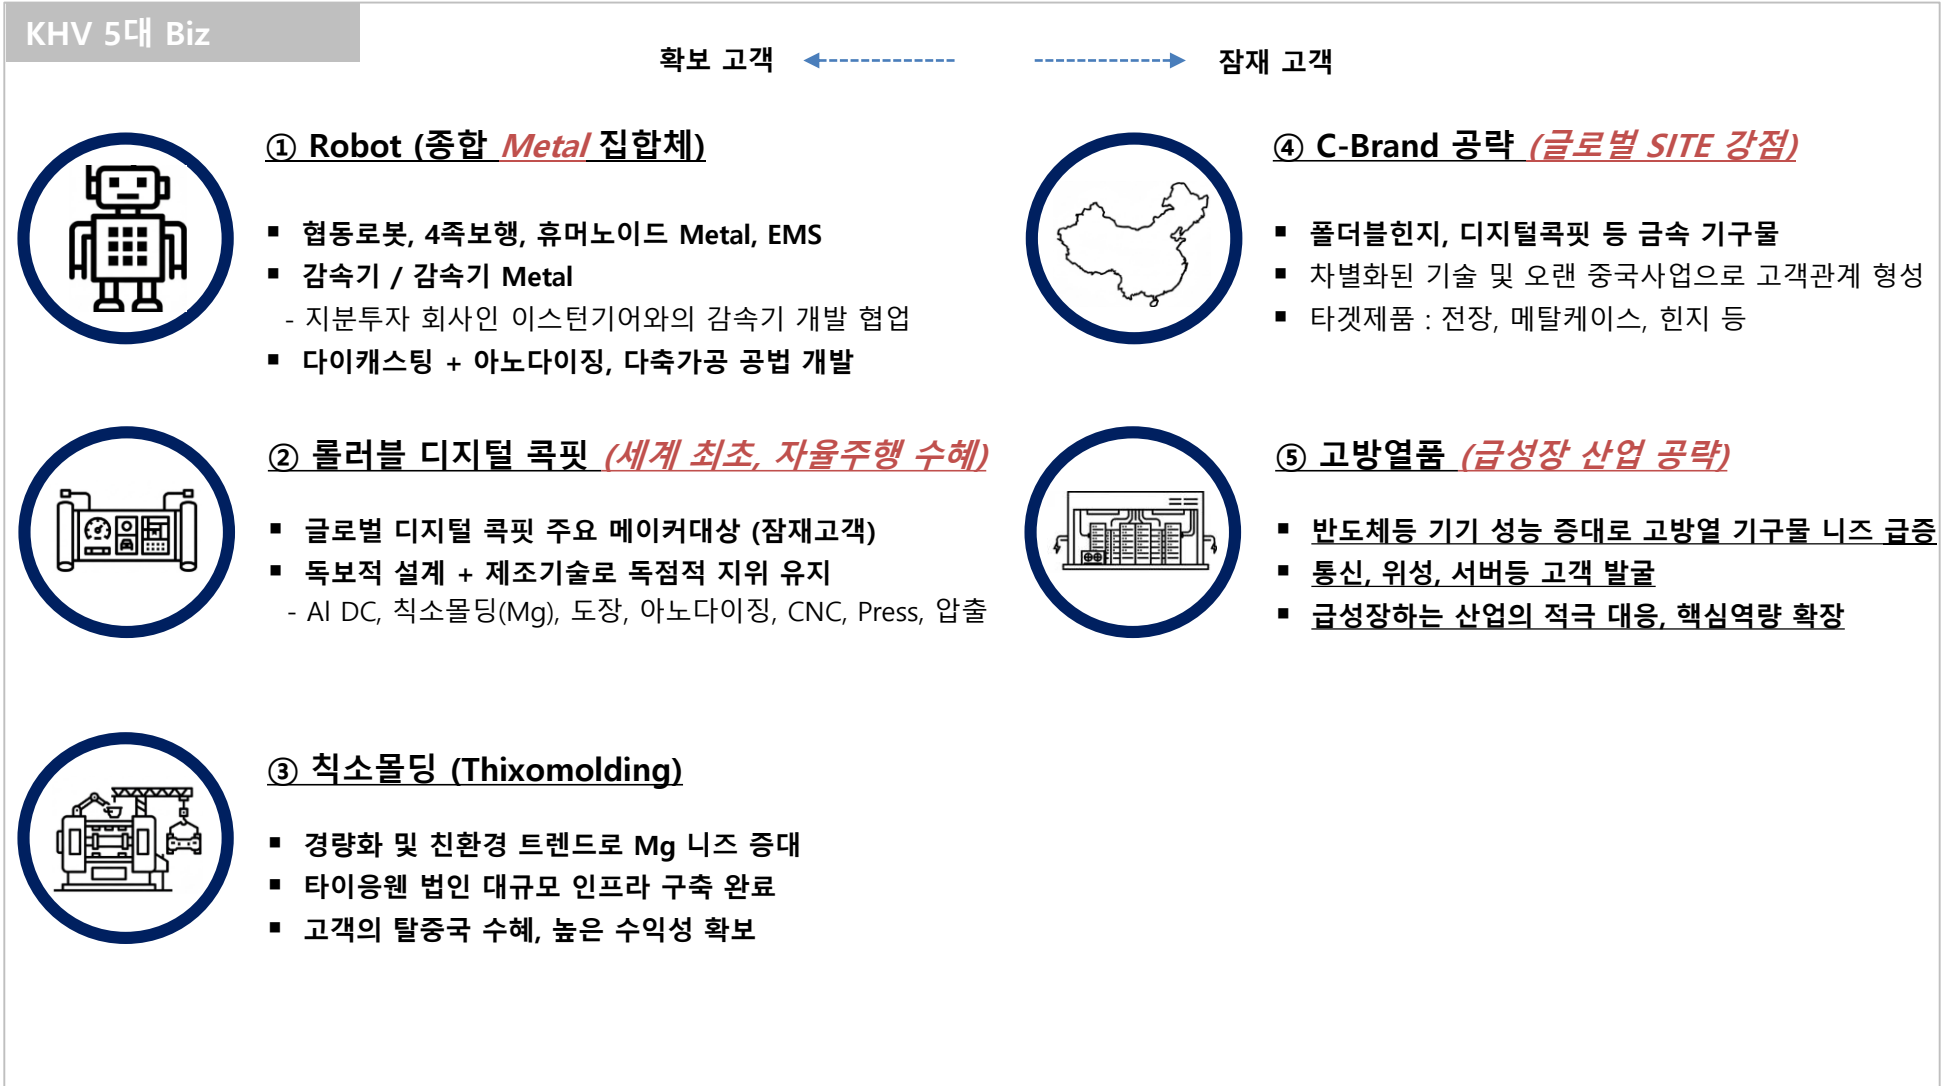 KHV 5대 Biz
확보 고객
잠재 고객
① Robot (종합 Metal 집합체)
▪ 협동로봇, 4족보행, 휴머노이드 Metal, EMS
▪ 감속기 / 감속기 Metal
- 지분투자 회사인 이스턴기어와의 감속기 개발 협업
▪ 다이캐스팅 + 아노다이징, 다축가공 공법 개발
② 롤러블 디지털 콕핏 (세계 최초, 자율주행 수혜)
▪ 글로벌 디지털 콕핏 주요 메이커대상 (잠재고객)
▪ 독보적 설계 + 제조기술로 독점적 지위 유지
- Al DC, 칙소몰딩(Mg), 도장, 아노다이징, CNC, Press, 압출
③ 칙소몰딩 (Thixomolding)
▪ 경량화 및 친환경 트렌드로 Mg 니즈 증대
▪ 타이응웬 법인 대규모 인프라 구축 완료
▪ 고객의 탈중국 수혜, 높은 수익성 확보
④ C-Brand 공략 (글로벌 SITE 강점)
▪ 폴더블힌지, 디지털콕핏 등 금속 기구물
▪ 차별화된 기술 및 오랜 중국사업으로 고객관계 형성
▪ 타겟제품 : 전장, 메탈케이스, 힌지 등
⑤ 고방열품 (급성장 산업 공략)
▪ 반도체등 기기 성능 증대로 고방열 기구물 니즈 급증
▪ 통신, 위성, 서버등 고객 발굴
▪ 급성장하는 산업의 적극 대응, 핵심역량 확장